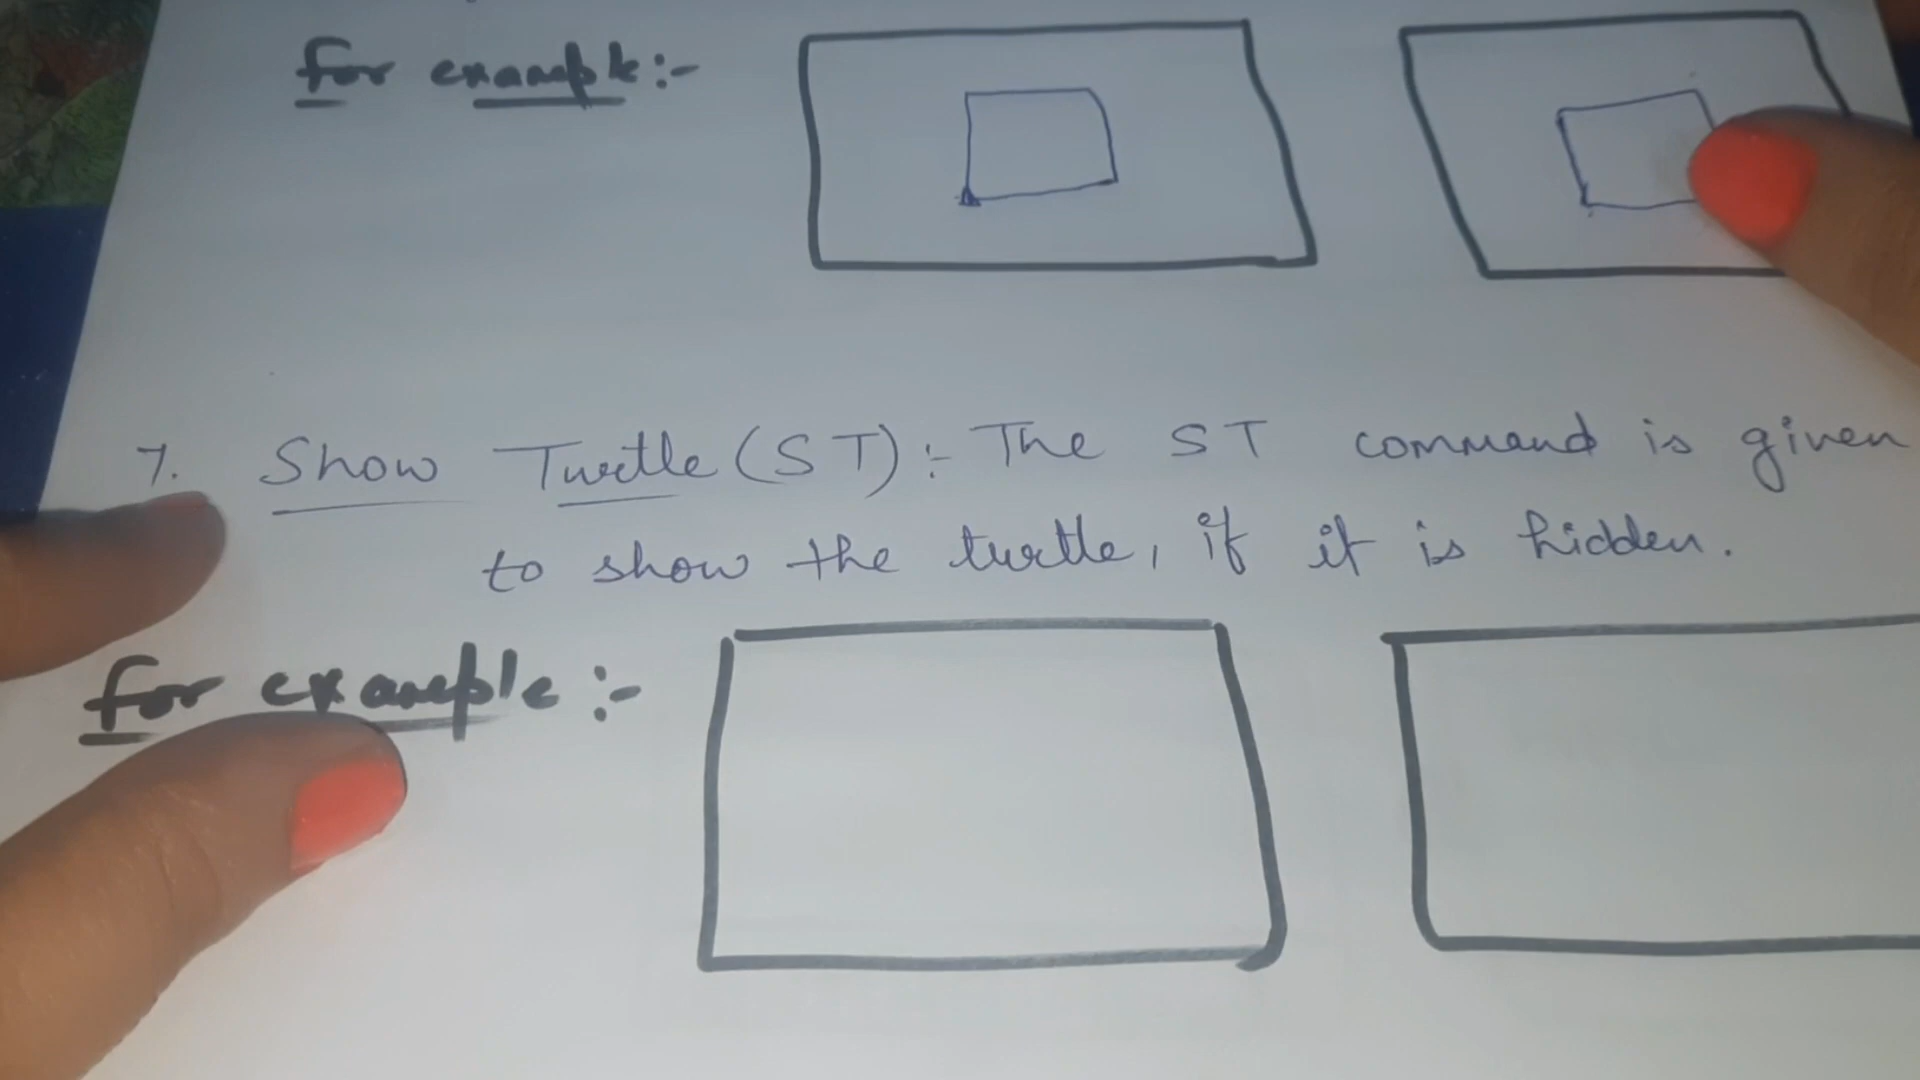 for example:-
7. Show Turtle (ST):- The ST command is given
to show the turtle, if it is hidden.
for example:-